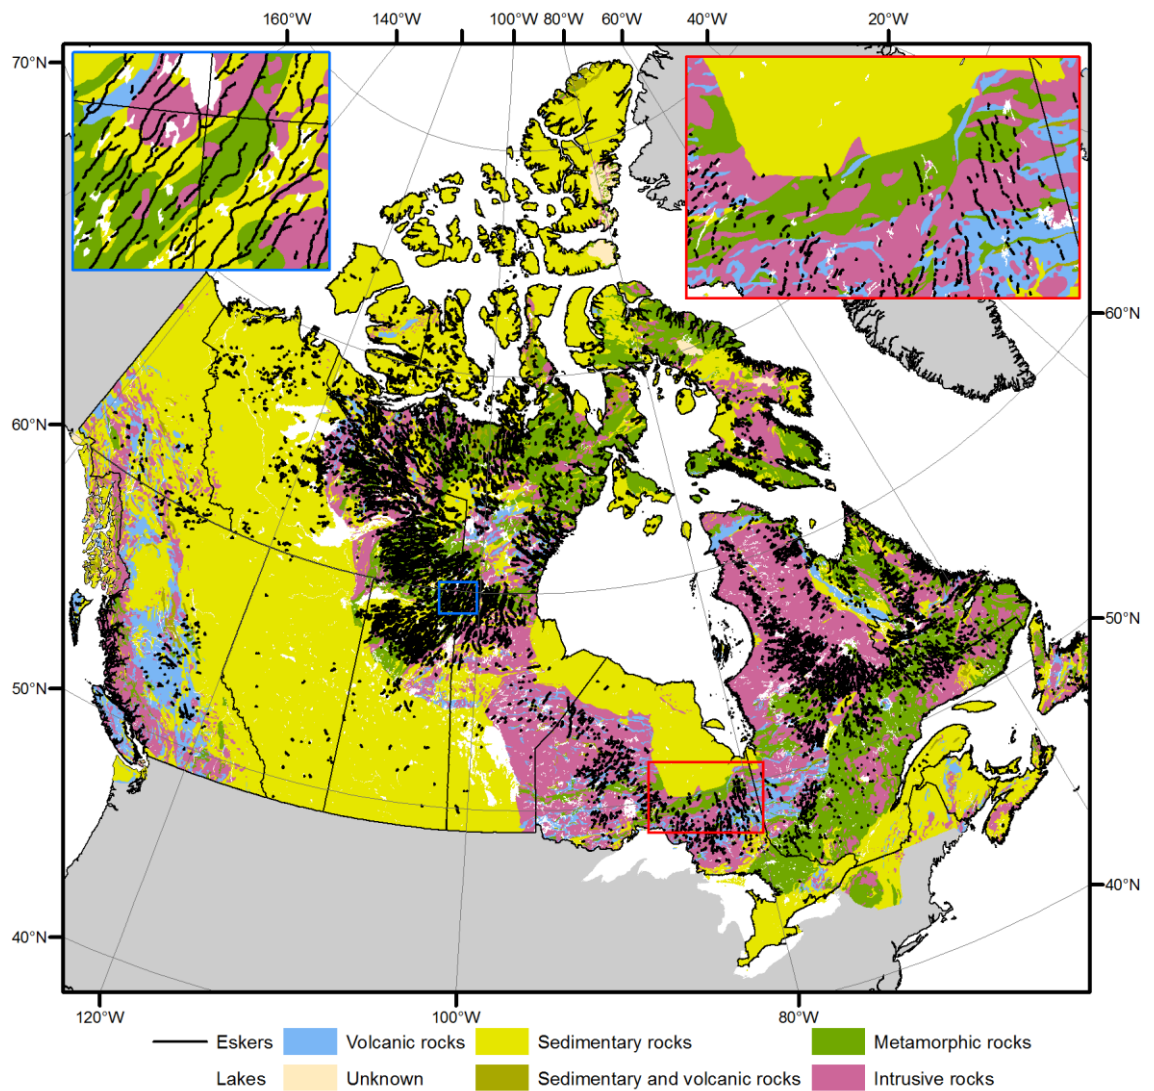 160°W 140°W 120°W 100°W 80°W 60°W 40°W 20°W
70°N
60°N
60°N
50°N
50°N
40°N
40°N
120°W 100°W 80°W
Eskers Volcanic rocks Sedimentary rocks Metamorphic rocks
Lakes Unknown Sedimentary and volcanic rocks Intrusive rocks